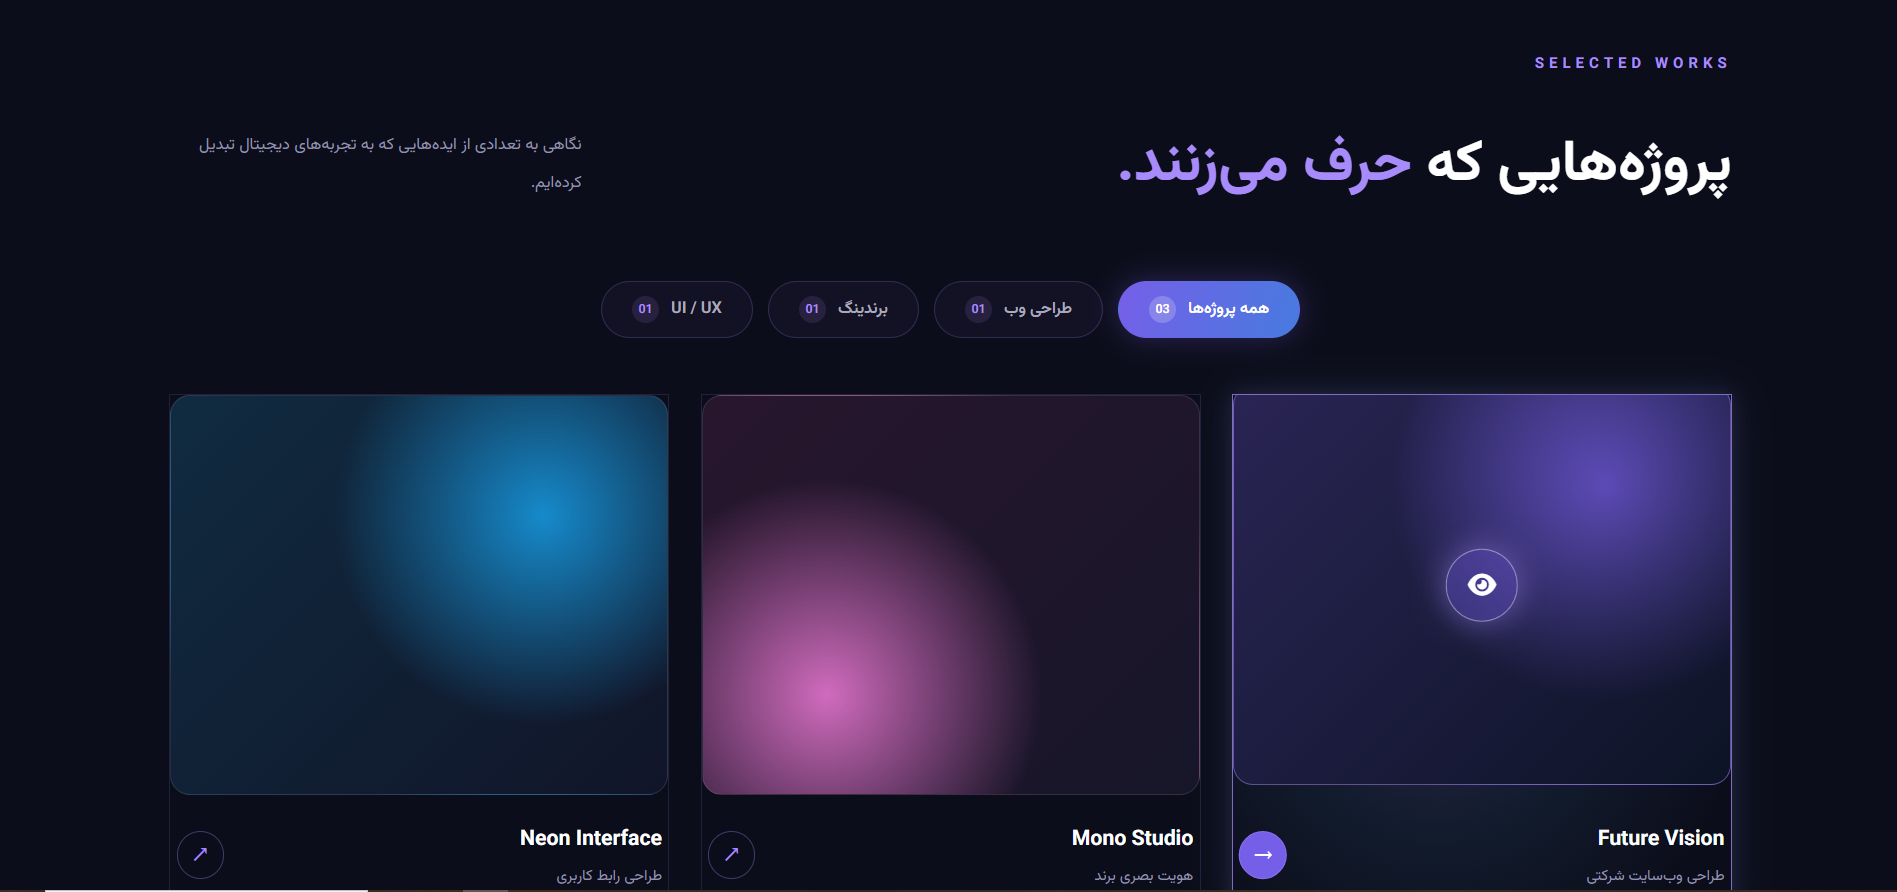 SELECTED WORKS
پروژه‌هایی که حرف می‌زنند.
نگاهی به تعدادی از ایده‌هایی که به تجربه‌های دیجیتال تبدیل
کرده‌ایم.
همه پروژه‌ها 03
طراحی وب 01
برندینگ 01
UI / UX 01
Future Vision
طراحی وب‌سایت شرکتی
Mono Studio
هویت بصری برند
Neon Interface
طراحی رابط کاربری